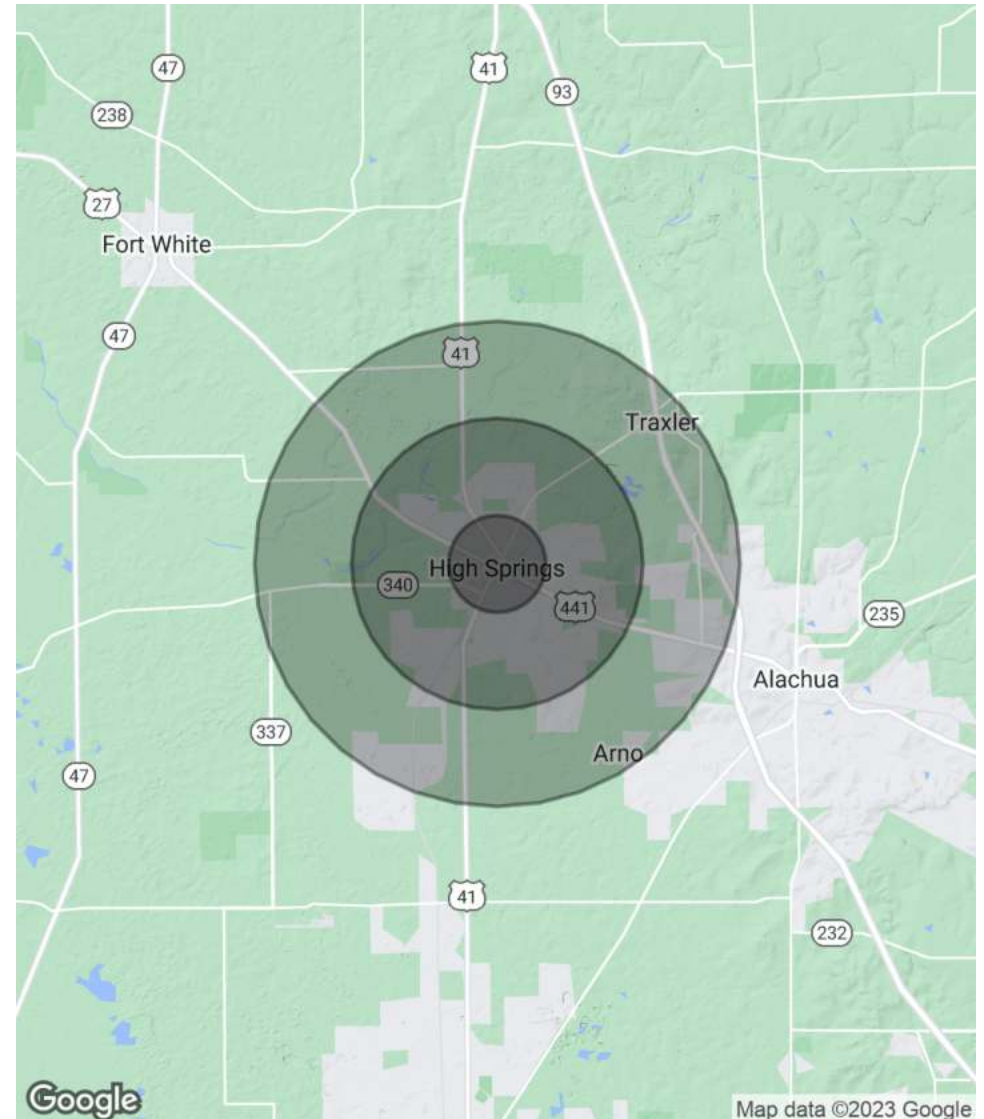 47
41
93
238
27
Fort White
47
41
Traxler
High Springs
340
441
235
Alachua
337
Arno
47
41
232
Google
Map data ©2023 Google